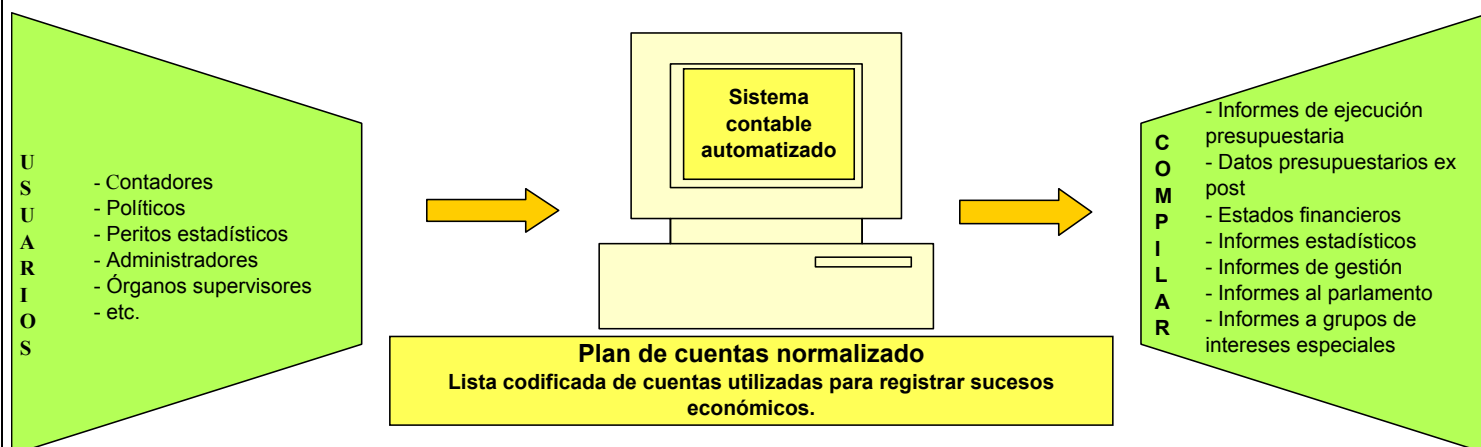 USUARIOS
- Contadores
- Políticos
- Peritos estadísticos
- Administradores
- Órganos supervisores
- etc.
Sistema
contable
automatizado
Plan de cuentas normalizado
Lista codificada de cuentas utilizadas para registrar sucesos
económicos.
COMPILAR
- Informes de ejecución
presupuestaria
- Datos presupuestarios ex
post
- Estados financieros
- Informes estadísticos
- Informes de gestión
- Informes al parlamento
- Informes a grupos de
intereses especiales